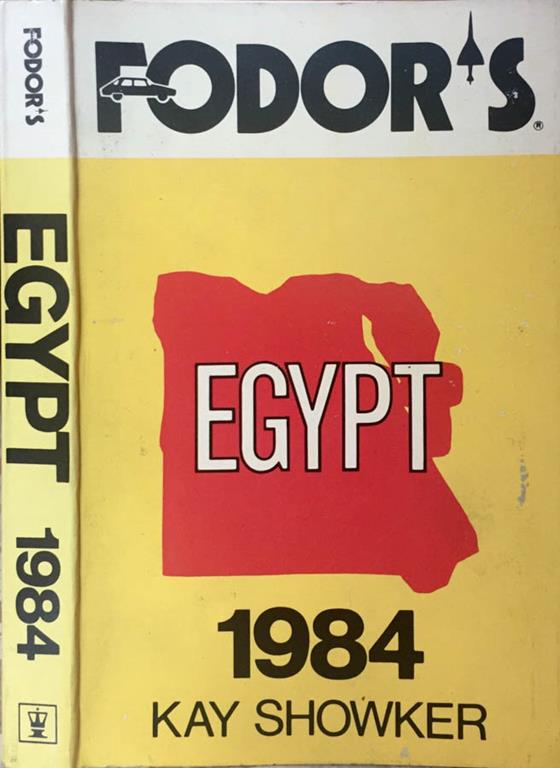 FODOR'S
EGYPT
1984
FODOR'S®
EGYPT
1984
KAY SHOWKER